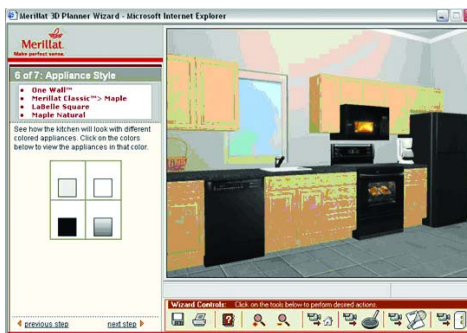 Merillat 3D Planner Wizard - Microsoft Internet Explorer
Merillat
Make perfect sense.
6 of 7: Appliance Style
One Wall™
Merillat Classic™> Maple
LaBelle Square
Maple Natural
See how the kitchen will look with different
colored appliances. Click on the colors
below to view the appliances in that color.
previous step next step
Wizard Controls: Click on the tools below to perform desired actions.